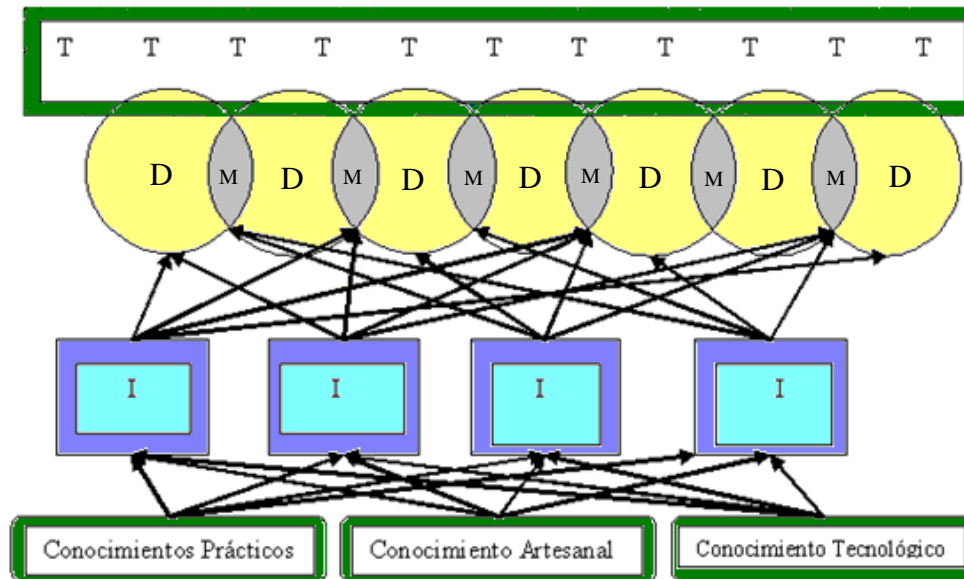 T T T T T T T T T T T
D M D M D M D M D M D M D
I I I I
Conocimientos Prácticos Conocimiento Artesanal Conocimiento Tecnológico